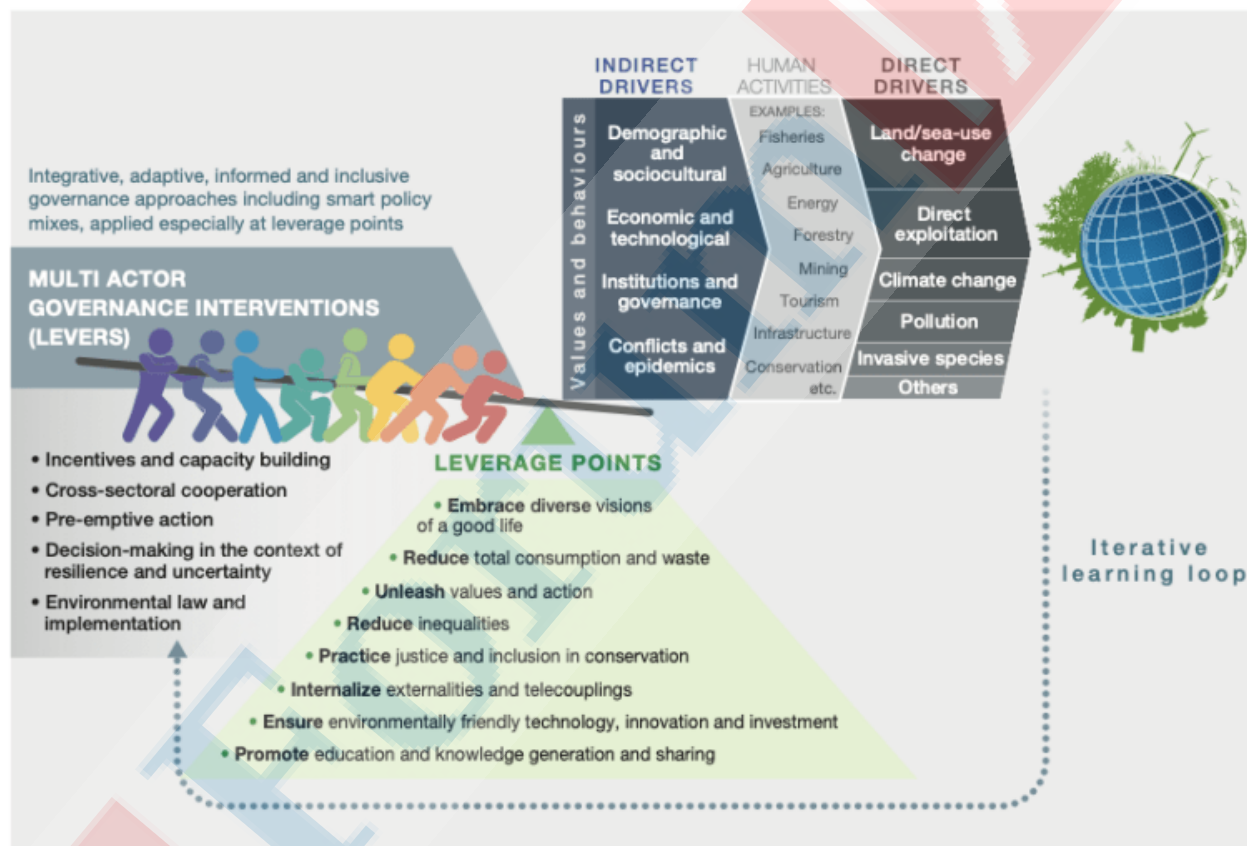 INDIRECT
DRIVERS
HUMAN
ACTIVITIES
DIRECT
DRIVERS
Values and behaviours
Demographic
and
sociocultural
Economic and
technological
Institutions and
governance
Conflicts and
epidemics
EXAMPLES:
Fisheries
Agriculture
Energy
Forestry
Mining
Tourism
Infrastructure
Conservation
etc.
Land/sea-use
change
Direct
exploitation
Climate change
Pollution
Invasive species
Others
Integrative, adaptive, informed and inclusive
governance approaches including smart policy
mixes, applied especially at leverage points
MULTI ACTOR
GOVERNANCE INTERVENTIONS
(LEVERS)
• Incentives and capacity building
• Cross-sectoral cooperation
• Pre-emptive action
• Decision-making in the context of
resilience and uncertainty
• Environmental law and
implementation
LEVERAGE POINTS
• Embrace diverse visions
of a good life
• Reduce total consumption and waste
• Unleash values and action
• Reduce inequalities
• Practice justice and inclusion in conservation
• Internalize externalities and telecouplings
• Ensure environmentally friendly technology, innovation and investment
• Promote education and knowledge generation and sharing
Iterative
learning loop